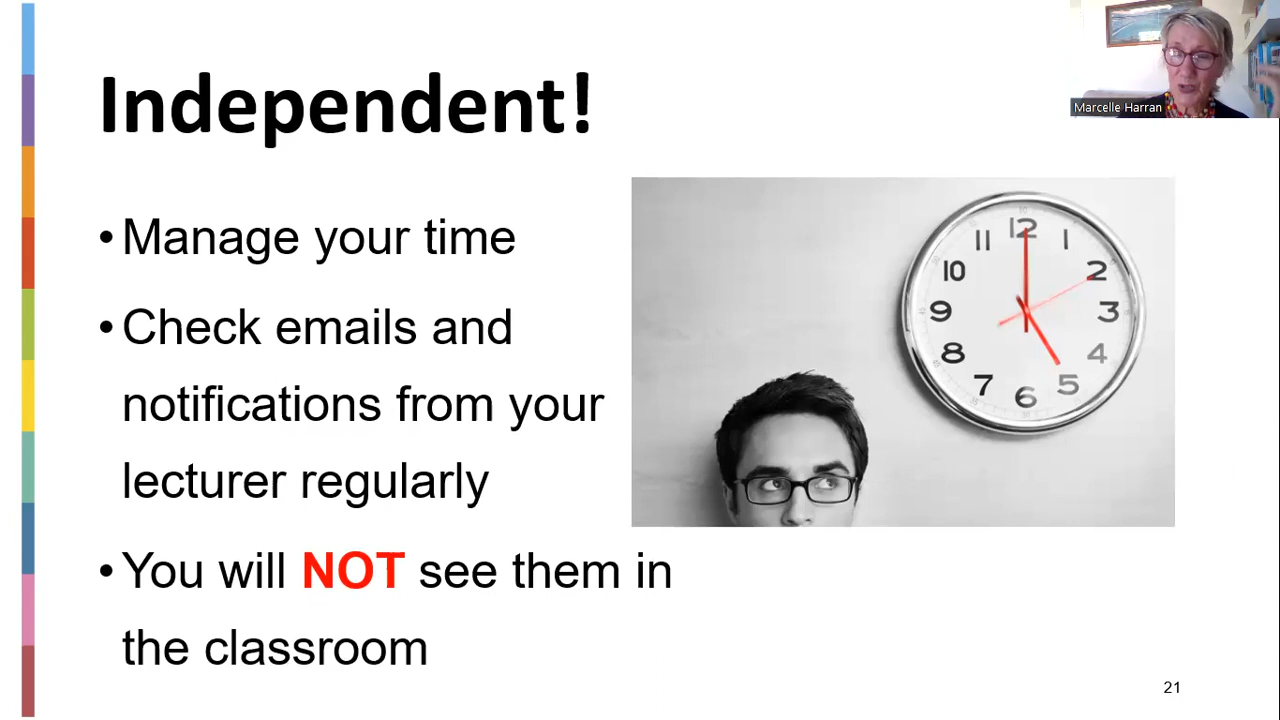 Independent!
Marcelle Harran
• Manage your time
• Check emails and
notifications from your
lecturer regularly
• You will NOT see them in
the classroom
12
11 1
10 2
9 3
8 4
7 5
6
21